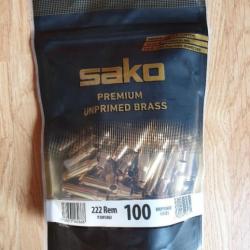 sako
PREMIUM
UNPRIMED BRASS
222 Rem
100